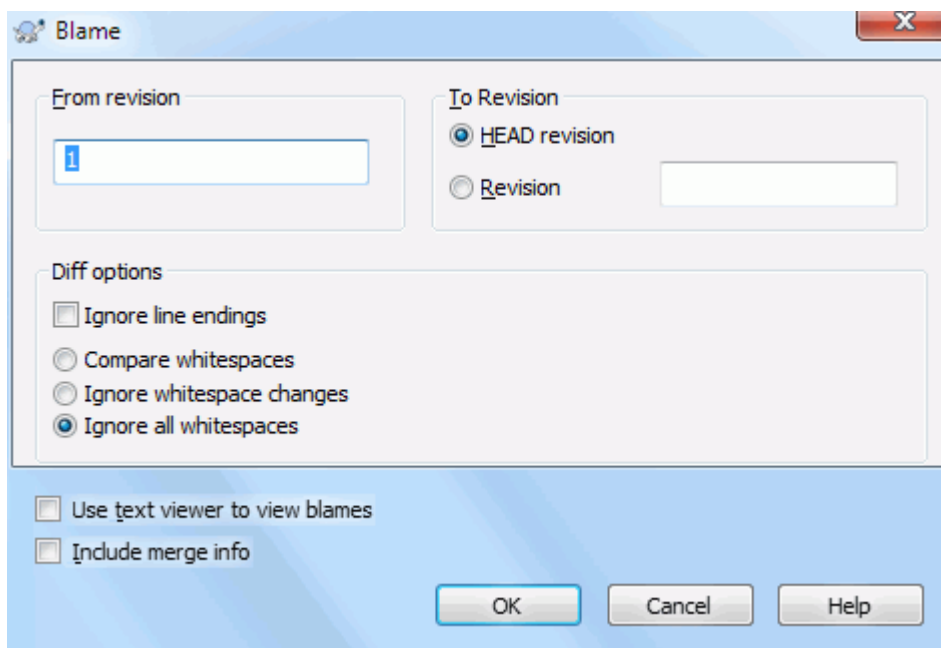 Blame
From revision
1
To Revision
HEAD revision
Revision
Diff options
Ignore line endings
Compare whitespaces
Ignore whitespace changes
Ignore all whitespaces
Use text viewer to view blames
Include merge info
OK Cancel Help